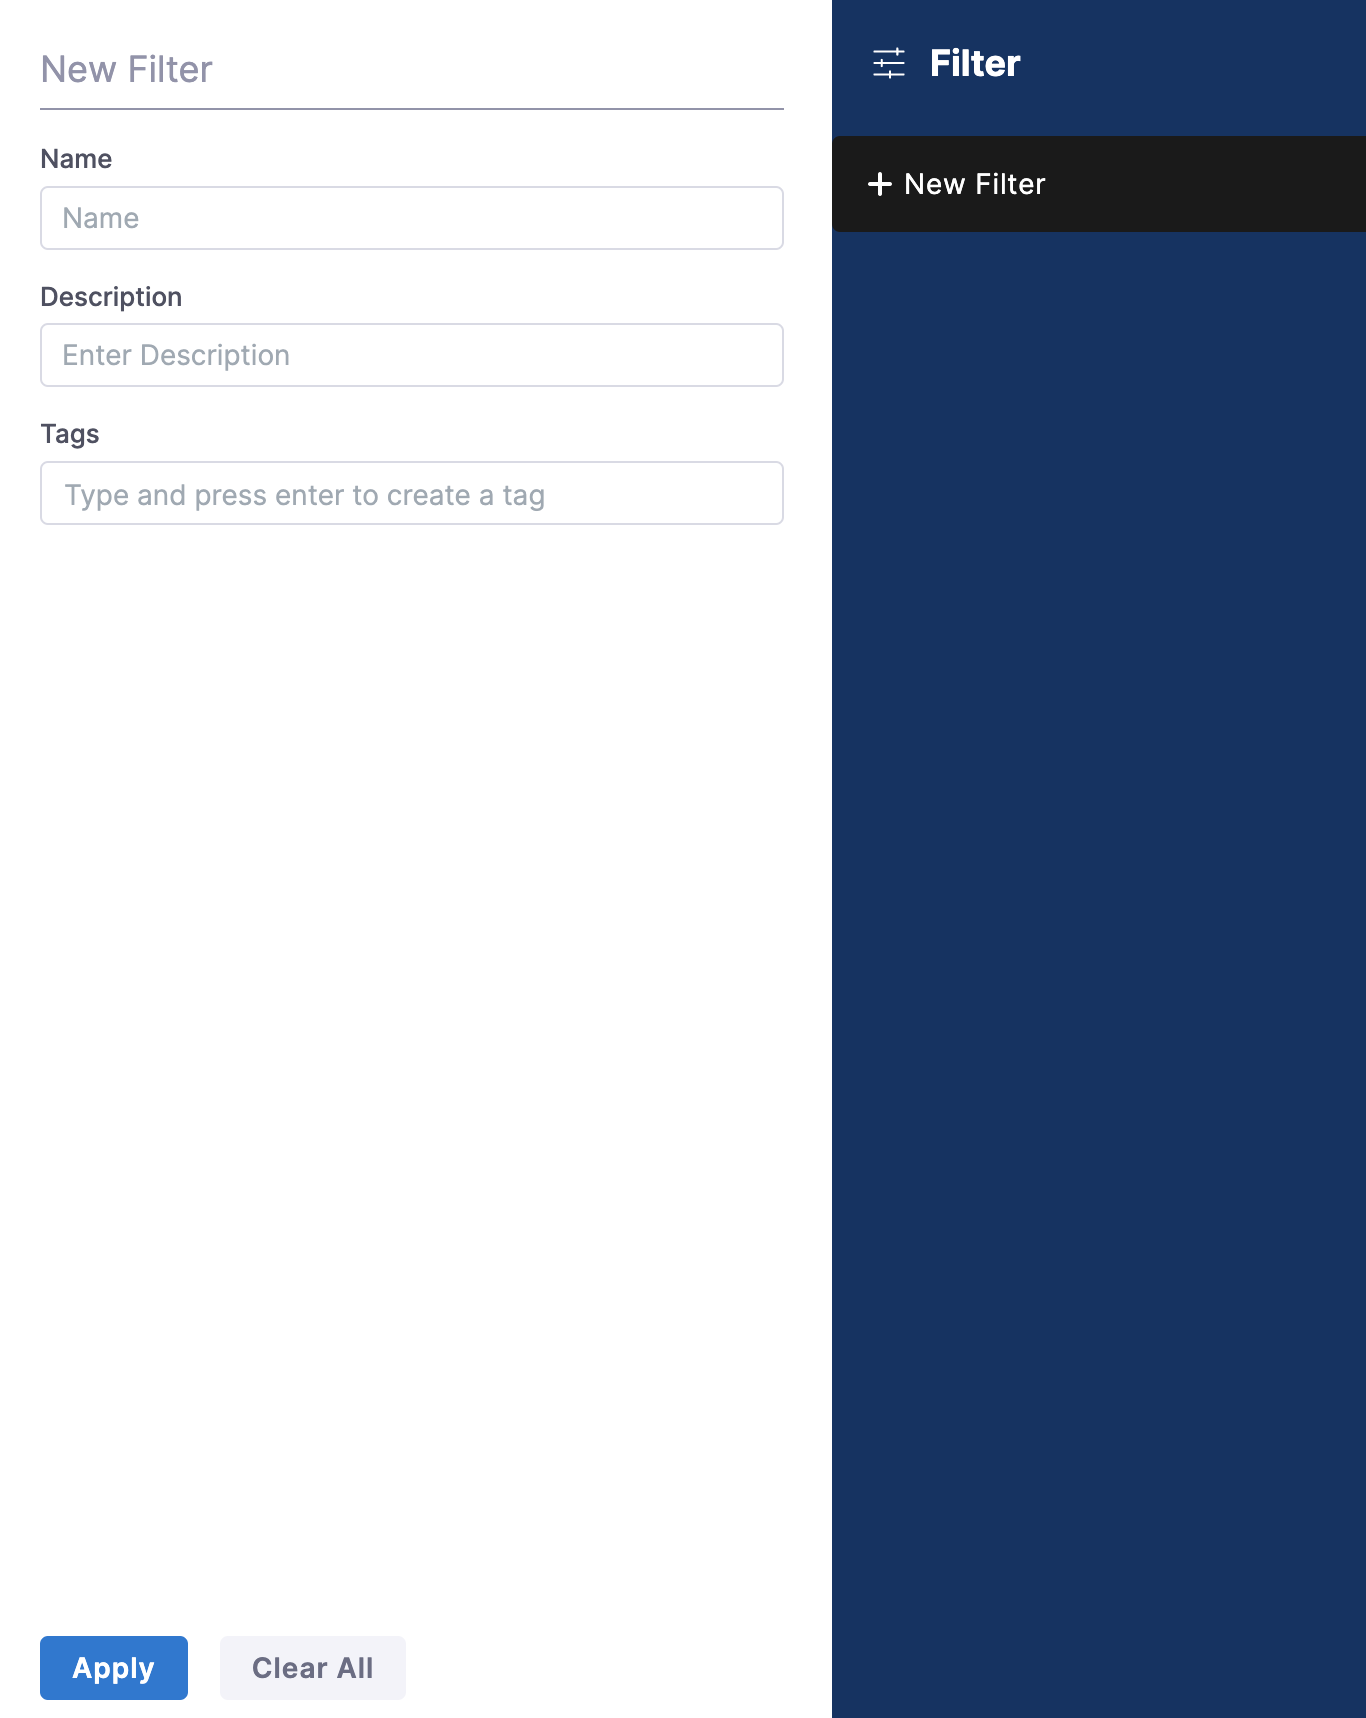 New Filter
Name
Name
Description
Enter Description
Tags
Type and press enter to create a tag
Apply
Clear All
Filter
New Filter